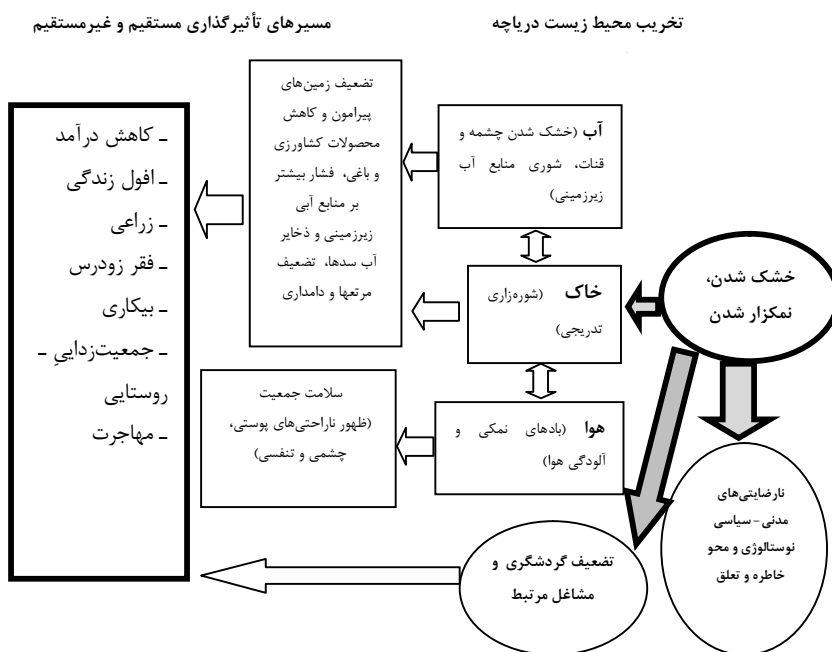 تخریب محیط زیست دریاچه
مسیرهای تأثیرگذاری مستقیم و غیرمستقیم
خشک شدن،
نمکزار شدن
آب (خشک شدن چشمه و
قنات، شوری منابع آب
زیرزمینی)
خاک (شوره‌زاری
تدریجی)
هوا (بادهای نمکی و
آلودگی هوا)
نارضایتی‌های
مدنی – سیاسی
نوستالوژی و محو
خاطره و تعلق
تضعیف گردشگری و
مشاغل مرتبط
تضعیف زمین‌های
پیرامون و کاهش
محصولات کشاورزی
و باغی، فشار بیشتر
بر منابع آبی
زیرزمینی و ذخایر
آب سدها، تضعیف
مرتعها و دامداری
سلامت جمعیت
(ظهور ناراحتی‌های پوستی،
چشمی و تنفسی)
ـ کاهش درآمد
ـ افول زندگی
ـ زراعی
ـ فقر زودرس
ـ بیکاری
ـ جمعیت‌زداییِ ـ
روستایی
ـ مهاجرت